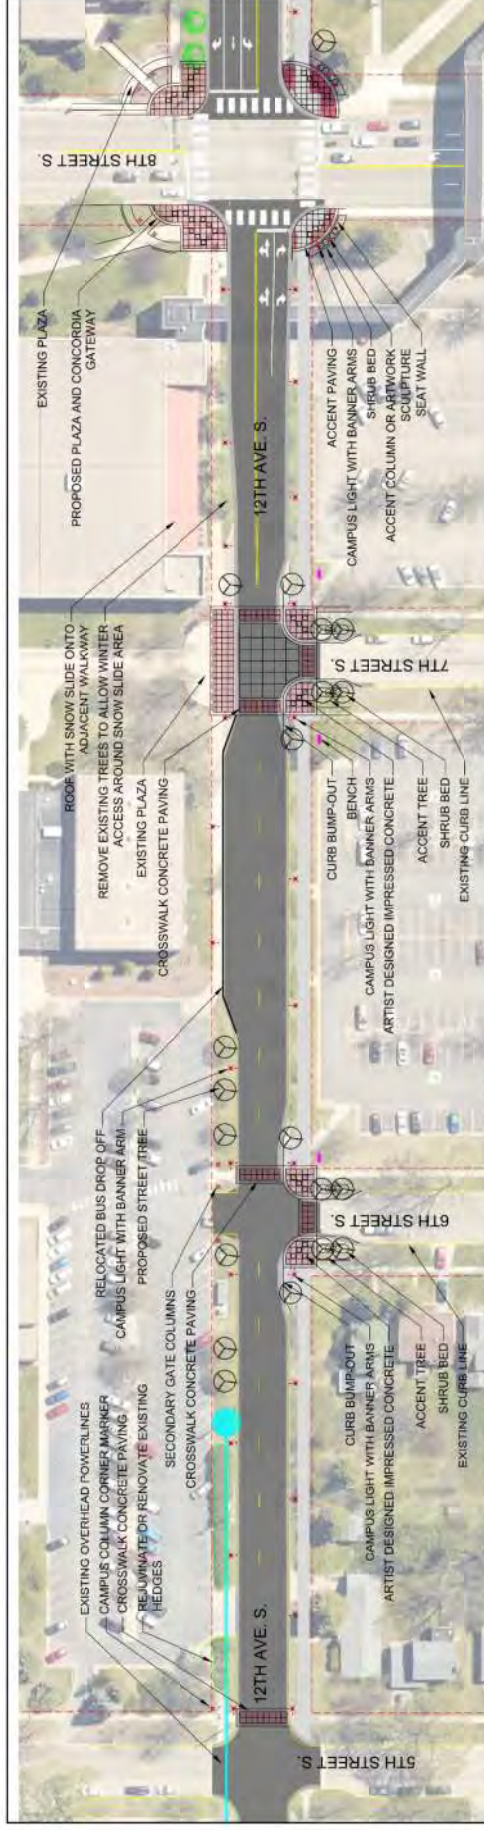 EXISTING OVERHEAD POWERLINES
CAMPUS COLUMN CORNER MARKER
CROSSWALK CONCRETE PAVING
REJUVINATE OR RENOVATE EXISTING
HEDGES
RELOCATED BUS DROP OFF
CAMPUS LIGHT WITH BANNER ARM
PROPOSED STREET TREE
SECONDARY GATE COLUMNS
CROSSWALK CONCRETE PAVING
ROOF WITH SNOW SLIDE ONTO
ADJACENT WALKWAY
REMOVE EXISTING TREES TO ALLOW WINTER
ACCESS AROUND SNOW SLIDE AREA
EXISTING PLAZA
CROSSWALK CONCRETE PAVING
EXISTING PLAZA
PROPOSED PLAZA AND CONCORDIA
GATEWAY
8TH STREET S.
12TH AVE. S.
12TH AVE. S.
5TH STREET S.
6TH STREET S.
7TH STREET S.
CURB BUMP-OUT
CAMPUS LIGHT WITH BANNER ARMS
ARTIST DESIGNED IMPRESSED CONCRETE
ACCENT TREE
SHRUB BED
EXISTING CURB LINE
CURB BUMP-OUT
BENCH
CAMPUS LIGHT WITH BANNER ARMS
ARTIST DESIGNED IMPRESSED CONCRETE
ACCENT TREE
SHRUB BED
EXISTING CURB LINE
ACCENT PAVING
CAMPUS LIGHT WITH BANNER ARMS
SHRUB BED
ACCENT COLUMN OR ARTWORK
SCULPTURE
SEAT WALL